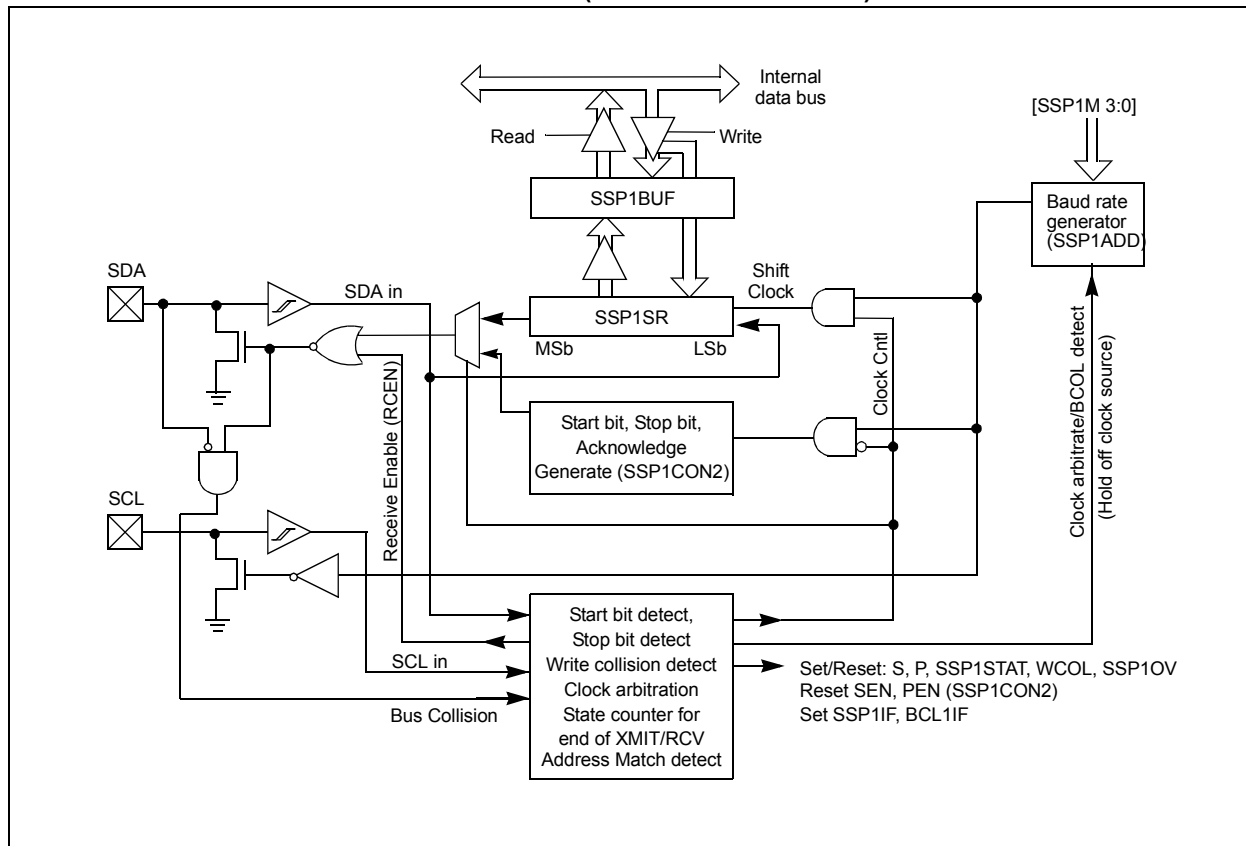 Internal
data bus
[SSP1M 3:0]
Read
Write
SSP1BUF
Baud rate
generator
(SSP1ADD)
SDA
Shift
Clock
SDA in
SSP1SR
MSb
LSb
Clock Cntl
Clock arbitrate/BCOL detect
(Hold off clock source)
Start bit, Stop bit,
Acknowledge
Generate (SSP1CON2)
Receive Enable (RCEN)
SCL
Start bit detect,
Stop bit detect
SCL in
Write collision detect
Clock arbitration
State counter for
end of XMIT/RCV
Address Match detect
Bus Collision
Set/Reset: S, P, SSP1STAT, WCOL, SSP1OV
Reset SEN, PEN (SSP1CON2)
Set SSP1IF, BCL1IF